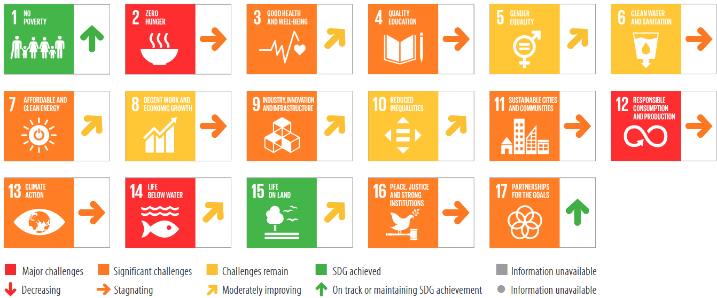 1 NO POVERTY
2 ZERO HUNGER
3 GOOD HEALTH AND WELL-BEING
4 QUALITY EDUCATION
5 GENDER EQUALITY
6 CLEAN WATER AND SANITATION
7 AFFORDABLE AND CLEAN ENERGY
8 DECENT WORK AND ECONOMIC GROWTH
9 INDUSTRY, INNOVATION AND INFRASTRUCTURE
10 REDUCED INEQUALITIES
11 SUSTAINABLE CITIES AND COMMUNITIES
12 RESPONSIBLE CONSUMPTION AND PRODUCTION
13 CLIMATE ACTION
14 LIFE BELOW WATER
15 LIFE ON LAND
16 PEACE, JUSTICE AND STRONG INSTITUTIONS
17 PARTNERSHIPS FOR THE GOALS
Major challenges Significant challenges Challenges remain SDG achieved Information unavailable
Decreasing Stagnating Moderately improving On track or maintaining SDG achievement Information unavailable